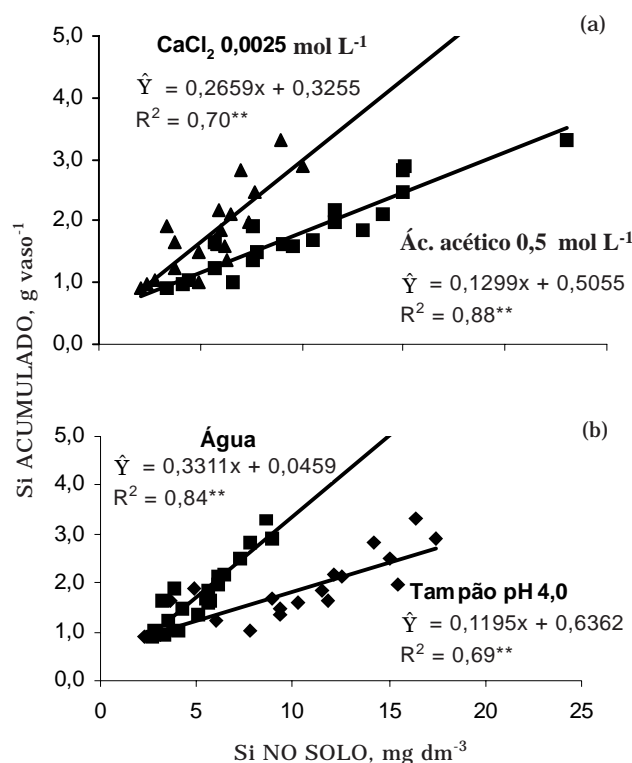 (a)
5,0
CaCl₂ 0,0025 mol L⁻¹
Ŷ = 0,2659x + 0,3255
R² = 0,70**
4,0
3,0
2,0
1,0
0,0
Ác. acético 0,5 mol L⁻¹
Ŷ = 0,1299x + 0,5055
R² = 0,88**
Si ACUMULADO, g vaso⁻¹
(b)
5,0
Água
Ŷ = 0,3311x + 0,0459
R² = 0,84**
4,0
3,0
2,0
1,0
0,0
Tampão pH 4,0
Ŷ = 0,1195x + 0,6362
R² = 0,69**
0 5 10 15 20 25
Si NO SOLO, mg dm⁻³